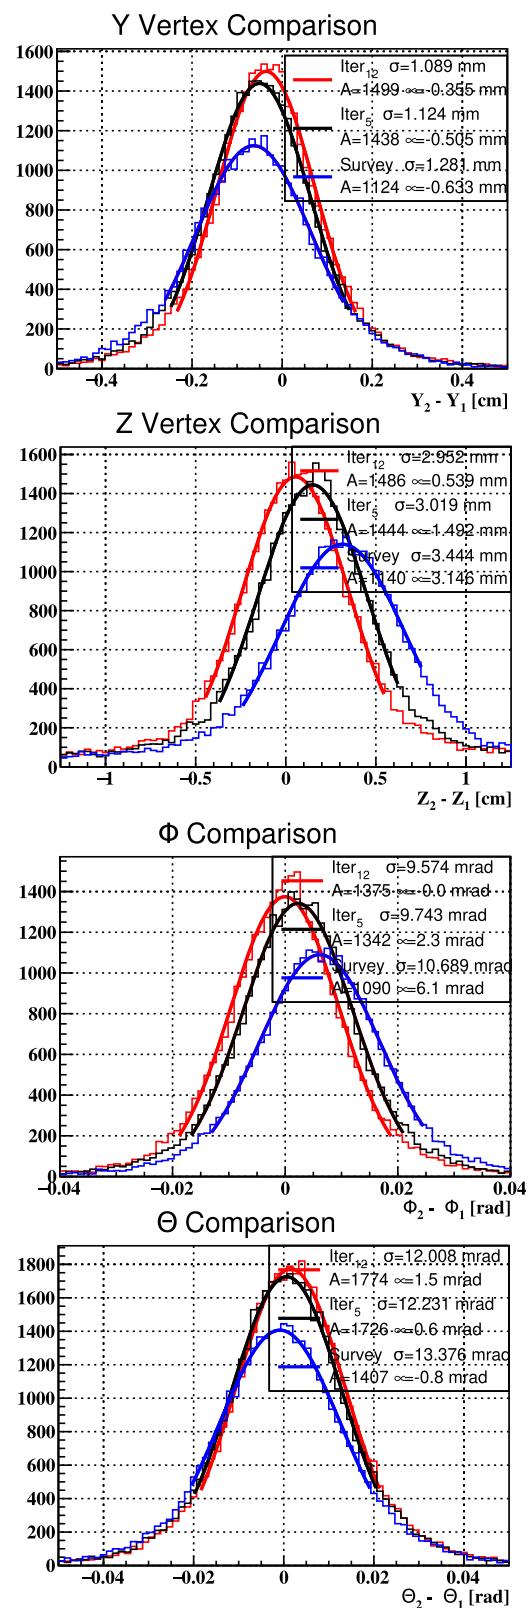 Y Vertex Comparison
1600
1400
1200
1000
800
600
400
200
0
Iter12 σ=1.089 mm
A=1499 ∝=-0.355 mm
Iter5 σ=1.124 mm
A=1438 ∝=-0.505 mm
Survey σ=1.281 mm
A=1124 ∝=-0.633 mm
−0.4 −0.2 0 0.2 0.4
Y2 - Y1 [cm]
Z Vertex Comparison
1600
1400
1200
1000
800
600
400
200
0
Iter12 σ=2.952 mm
A=1486 ∝=0.539 mm
Iter5 σ=3.019 mm
A=1444 ∝=1.492 mm
Survey σ=3.444 mm
A=1140 ∝=3.146 mm
−1 −0.5 0 0.5 1
Z2 - Z1 [cm]
Φ Comparison
1400
1200
1000
800
600
400
200
0
Iter12 σ=9.574 mrad
A=1375 ∝=-0.0 mrad
Iter5 σ=9.743 mrad
A=1342 ∝=2.3 mrad
Survey σ=10.689 mrad
A=1090 ∝=6.1 mrad
−0.04 −0.02 0 0.02 0.04
Φ2 - Φ1 [rad]
Θ Comparison
1800
1600
1400
1200
1000
800
600
400
200
0
Iter12 σ=12.008 mrad
A=1774 ∝=1.5 mrad
Iter5 σ=12.231 mrad
A=1726 ∝=0.6 mrad
Survey σ=13.376 mrad
A=1407 ∝=-0.8 mrad
−0.04 −0.02 0 0.02 0.04
Θ2 - Θ1 [rad]